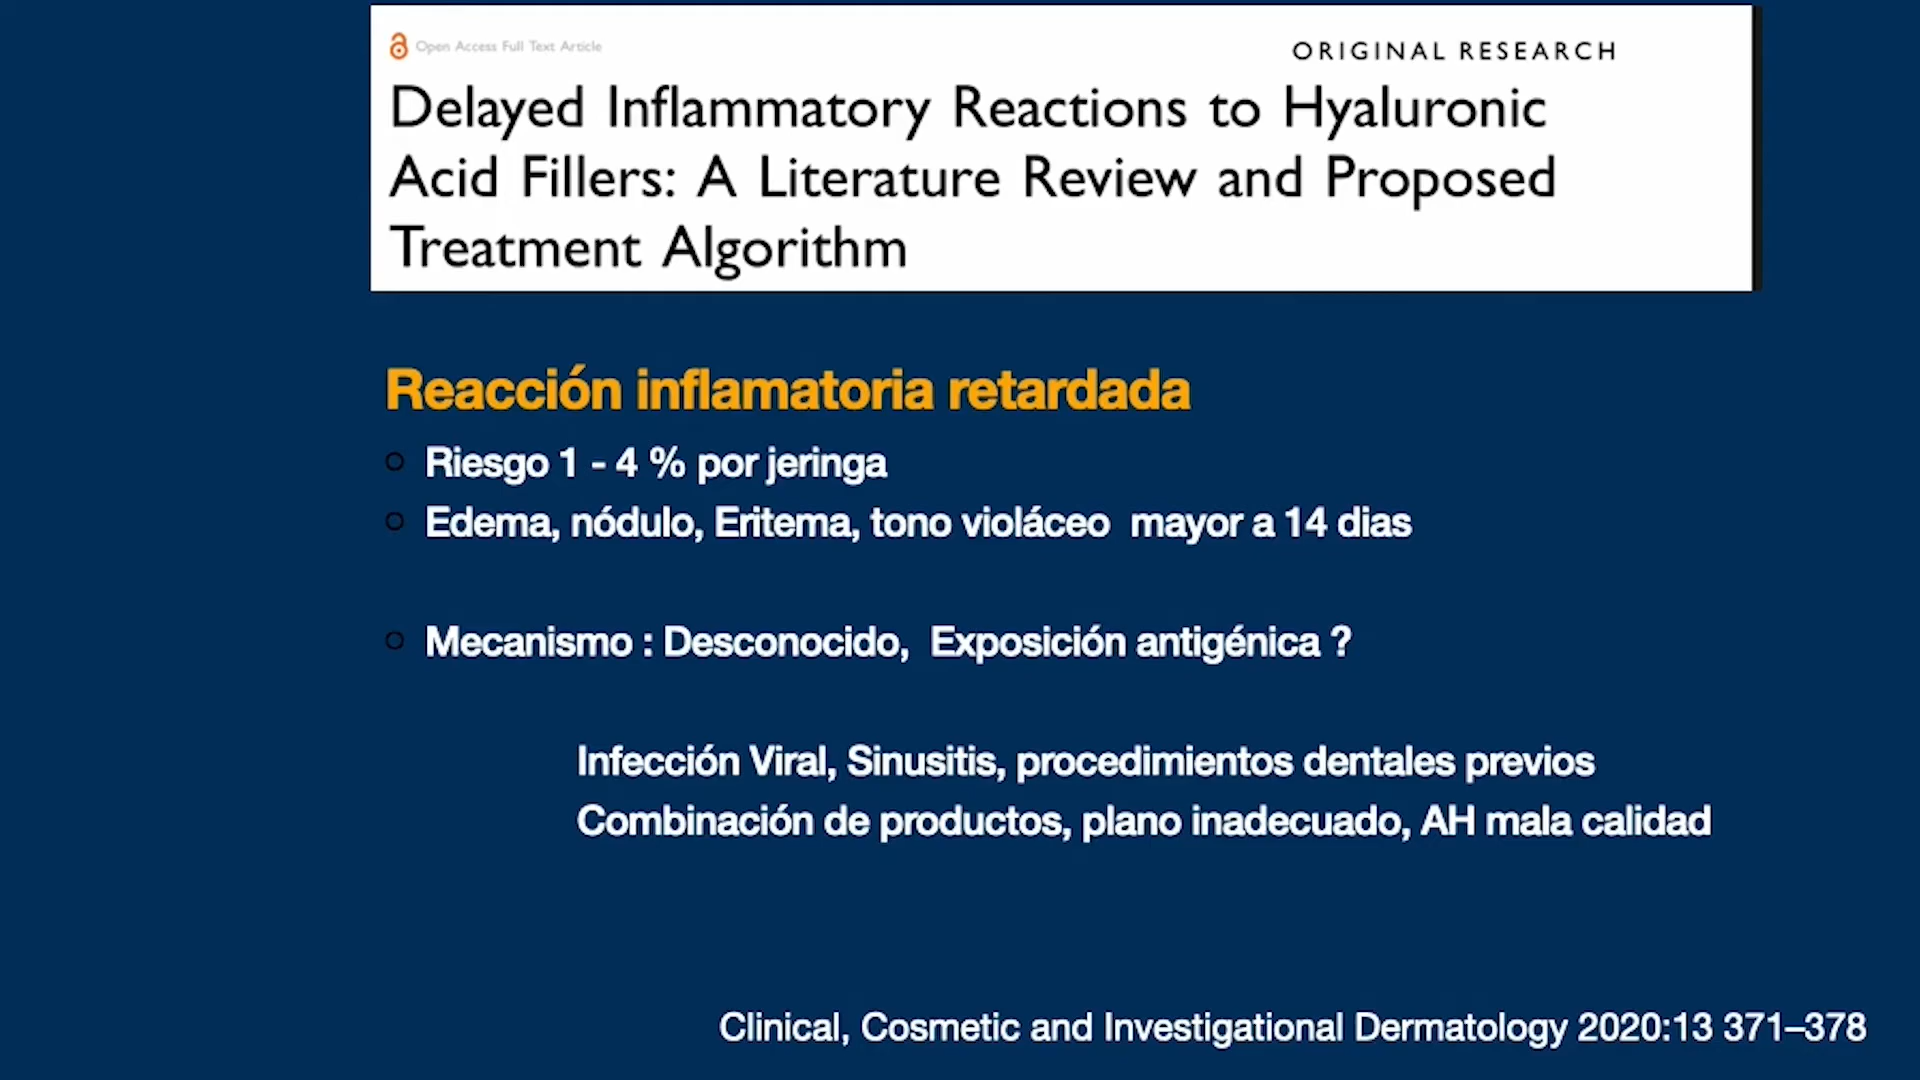 Open Access Full Text Article
ORIGINAL RESEARCH
Delayed Inflammatory Reactions to Hyaluronic
Acid Fillers: A Literature Review and Proposed
Treatment Algorithm
Reacción inflamatoria retardada
Riesgo 1 - 4 % por jeringa
Edema, nódulo, Eritema, tono violáceo mayor a 14 dias
Mecanismo : Desconocido, Exposición antigénica ?
Infección Viral, Sinusitis, procedimientos dentales previos
Combinación de productos, plano inadecuado, AH mala calidad
Clinical, Cosmetic and Investigational Dermatology 2020:13 371–378